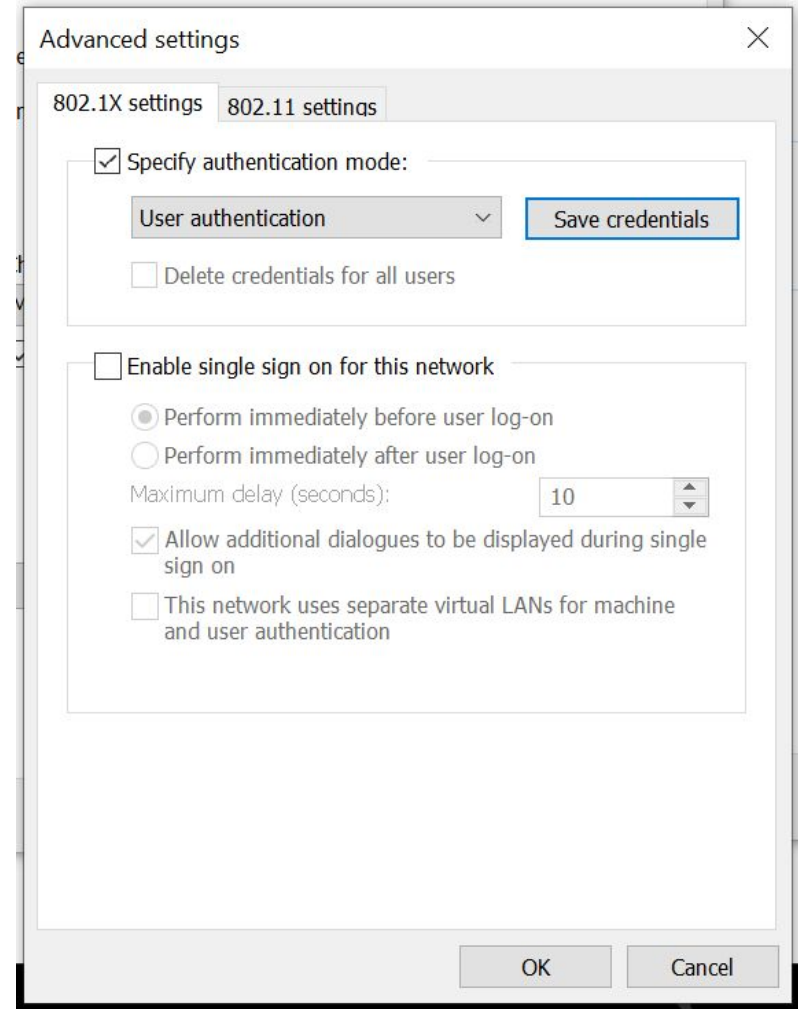 Advanced settings
802.1X settings
802.11 settings
Specify authentication mode:
User authentication
Save credentials
Delete credentials for all users
Enable single sign on for this network
Perform immediately before user log-on
Perform immediately after user log-on
Maximum delay (seconds):
10
Allow additional dialogues to be displayed during single
sign on
This network uses separate virtual LANs for machine
and user authentication
OK
Cancel